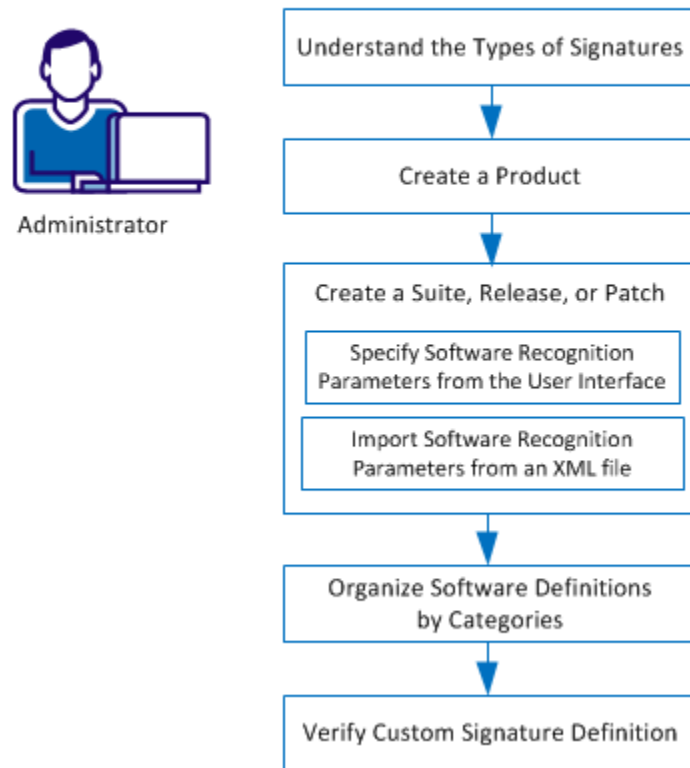 Understand the Types of Signatures
Administrator
Create a Product
Create a Suite, Release, or Patch
Specify Software Recognition
Parameters from the User Interface
Import Software Recognition
Parameters from an XML file
Organize Software Definitions
by Categories
Verify Custom Signature Definition